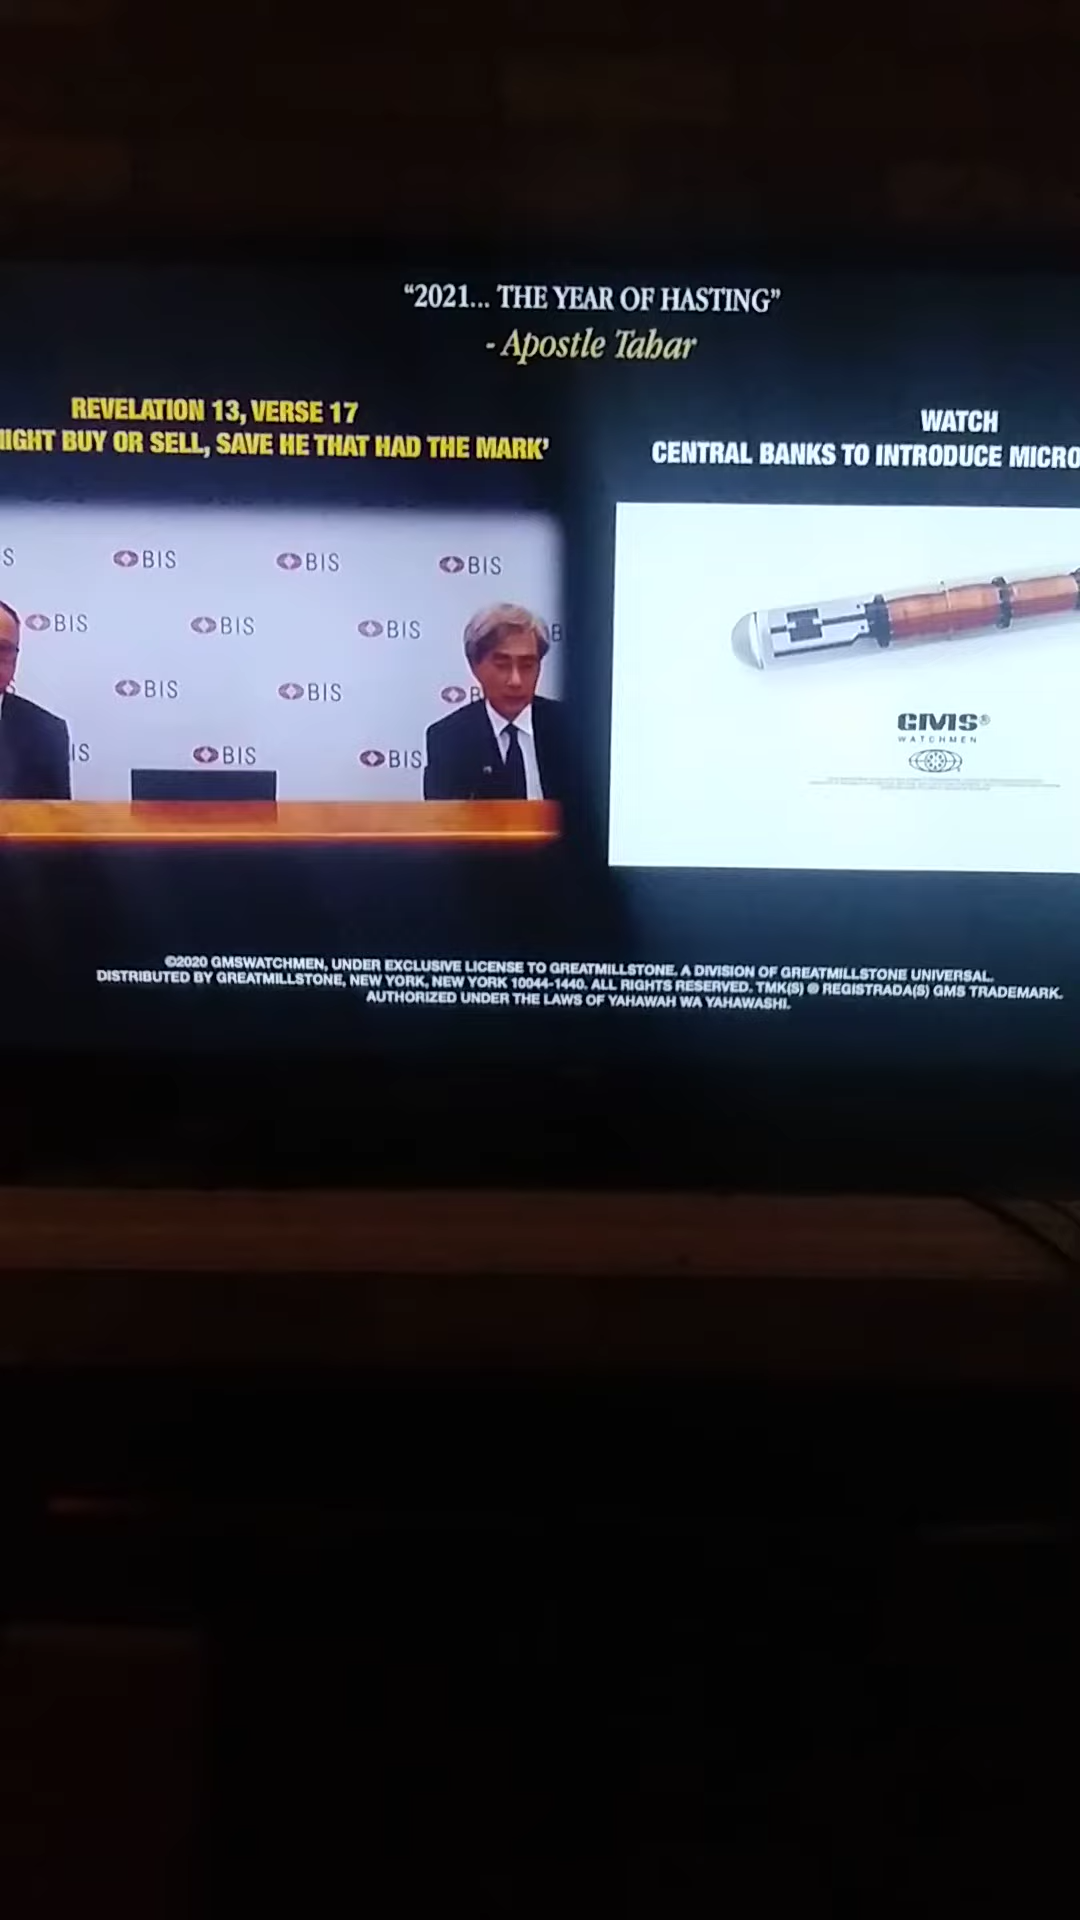 “2021... THE YEAR OF HASTING”
- Apostle Tahar
REVELATION 13, VERSE 17
IGHT BUY OR SELL, SAVE HE THAT HAD THE MARK’
WATCH
CENTRAL BANKS TO INTRODUCE MICRO
S BIS BIS BIS
BIS BIS BIS B
BIS BIS B
IS BIS BIS
GMS®
WATCHMEN
©2020 GMSWATCHMEN, UNDER EXCLUSIVE LICENSE TO GREATMILLSTONE, A DIVISION OF GREATMILLSTONE UNIVERSAL.
DISTRIBUTED BY GREATMILLSTONE, NEW YORK, NEW YORK 10044-1440. ALL RIGHTS RESERVED. TMK(S) ® REGISTRADA(S) GMS TRADEMARK.
AUTHORIZED UNDER THE LAWS OF YAHAWAH WA YAHAWASHI.